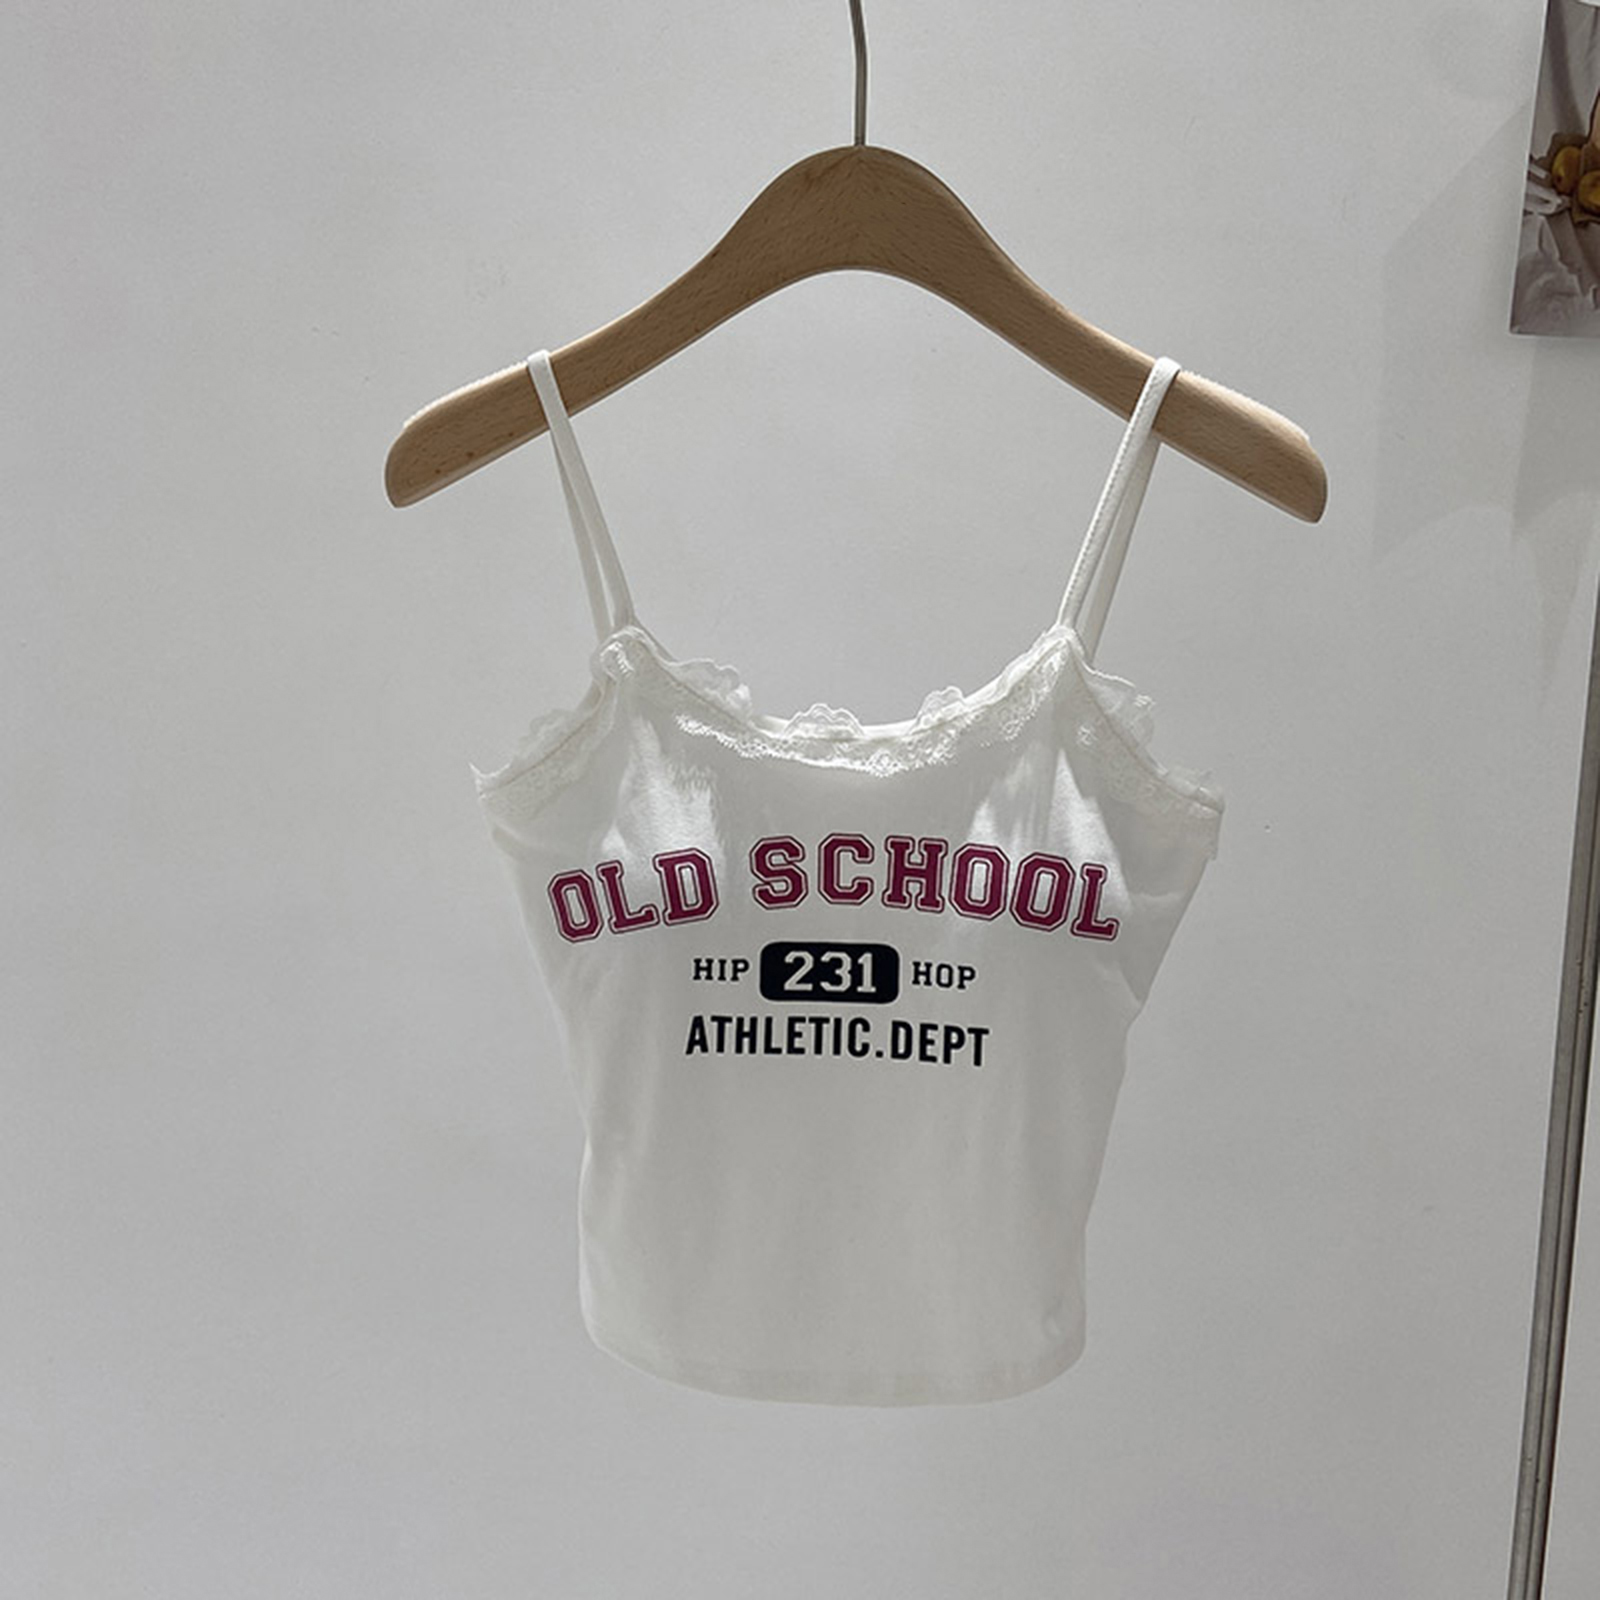 OLD SCHOOL
HIP 231 HOP
ATHLETIC.DEPT